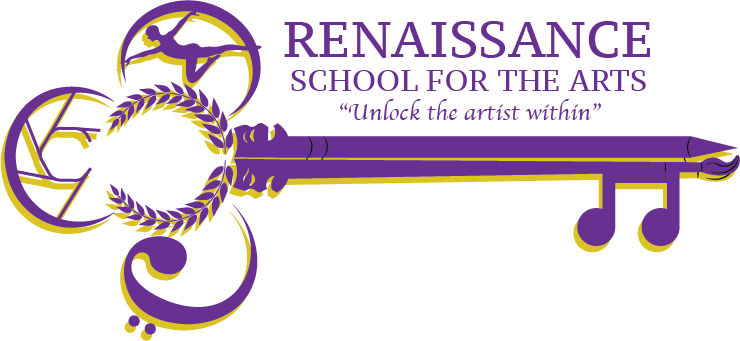 RENAISSANCE
SCHOOL FOR THE ARTS
“Unlock the artist within”